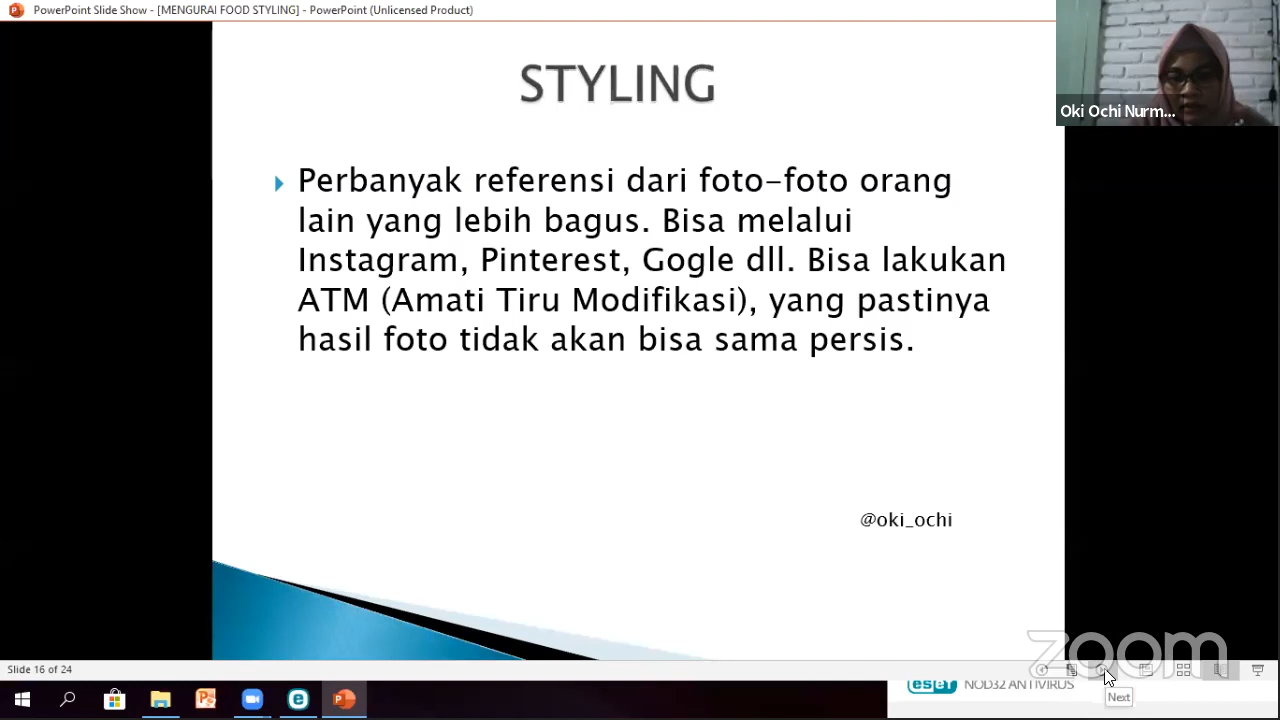 PowerPoint Slide Show - [MENGURAI FOOD STYLING] - PowerPoint (Unlicensed Product)
Oki Ochi Nurm...
STYLING
Perbanyak referensi dari foto-foto orang
lain yang lebih bagus. Bisa melalui
Instagram, Pinterest, Gogle dll. Bisa lakukan
ATM (Amati Tiru Modifikasi), yang pastinya
hasil foto tidak akan bisa sama persis.
@oki_ochi
zoom
Slide 16 of 24
eset NOD32 ANTIVIRUS
Next